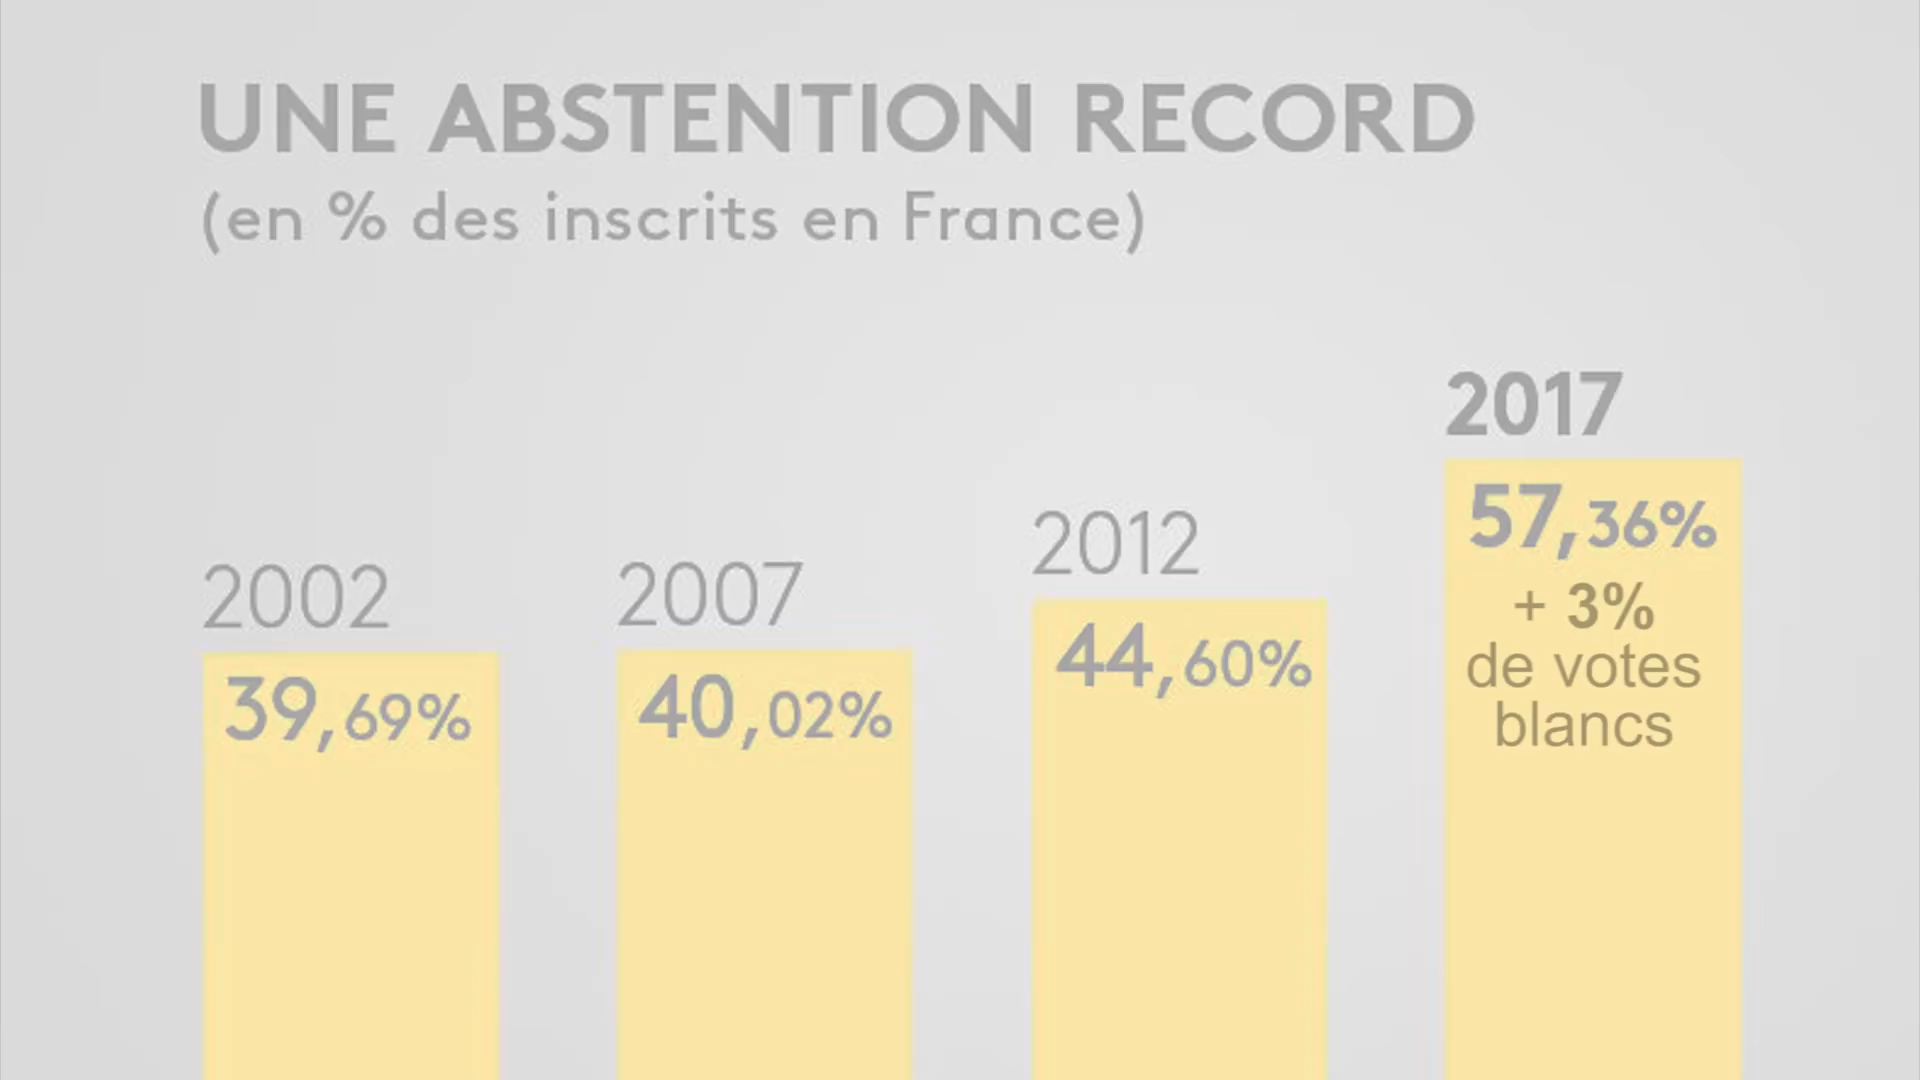 UNE ABSTENTION RECORD
(en % des inscrits en France)
2002
39,69%
2007
40,02%
2012
44,60%
2017
57,36%
+ 3%
de votes
blancs